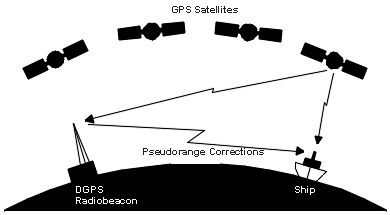 GPS Satellites
Pseudorange Corrections
DGPS
Radiobeacon
Ship